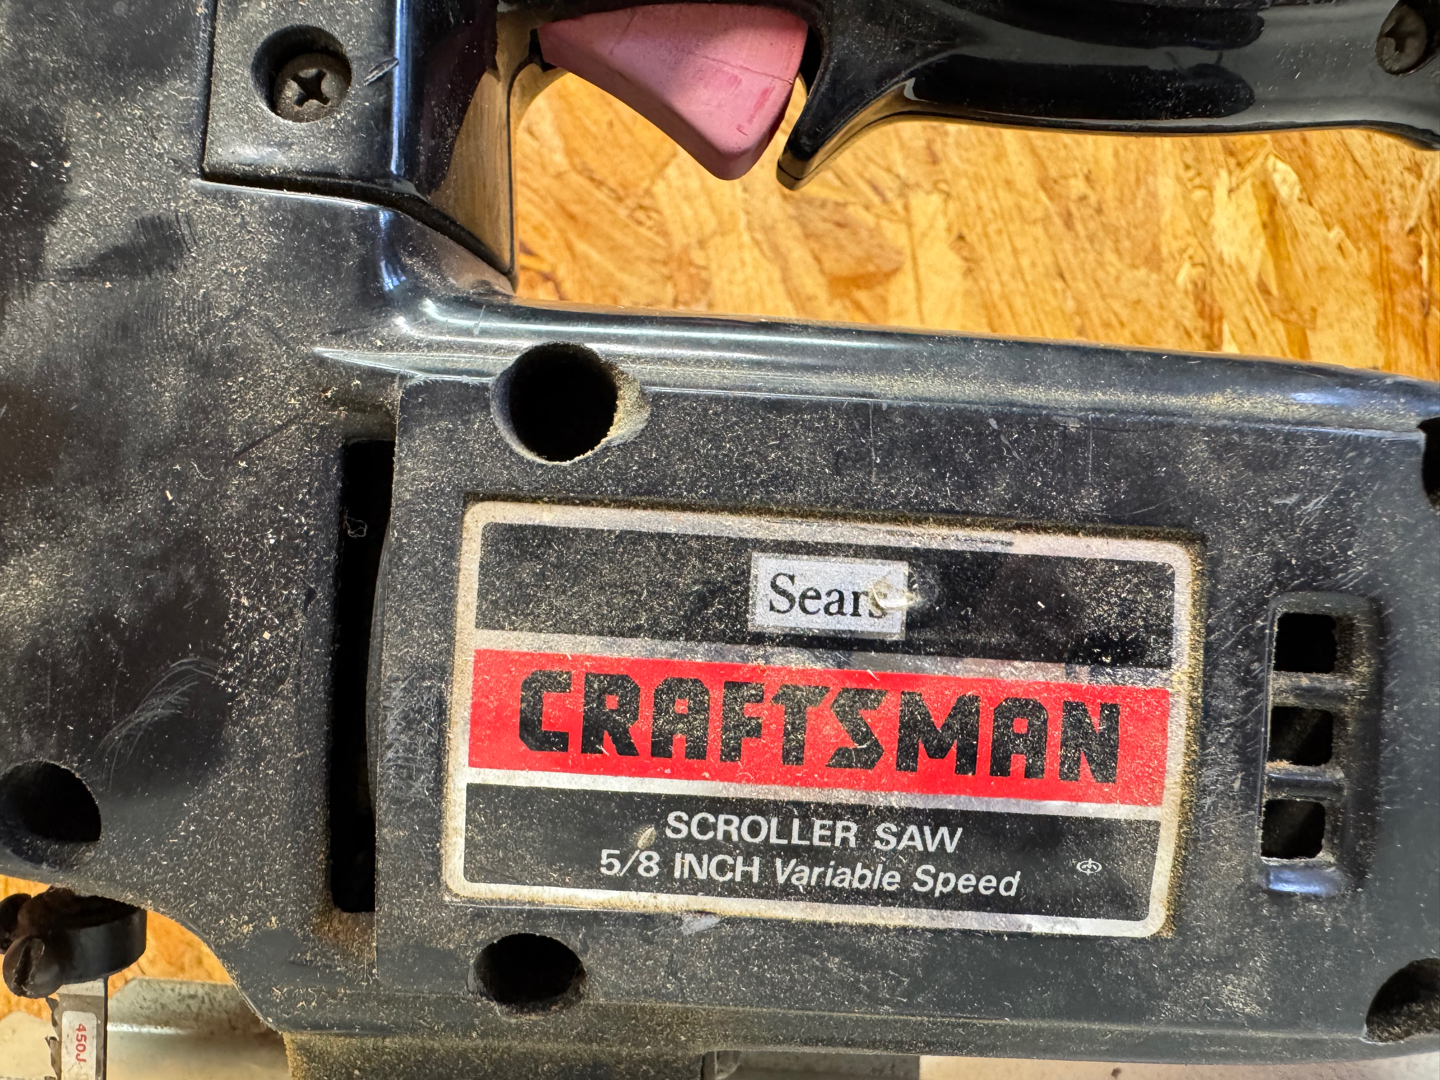 Sears
CRAFTSMAN
SCROLLER SAW
5/8 INCH Variable Speed
450J